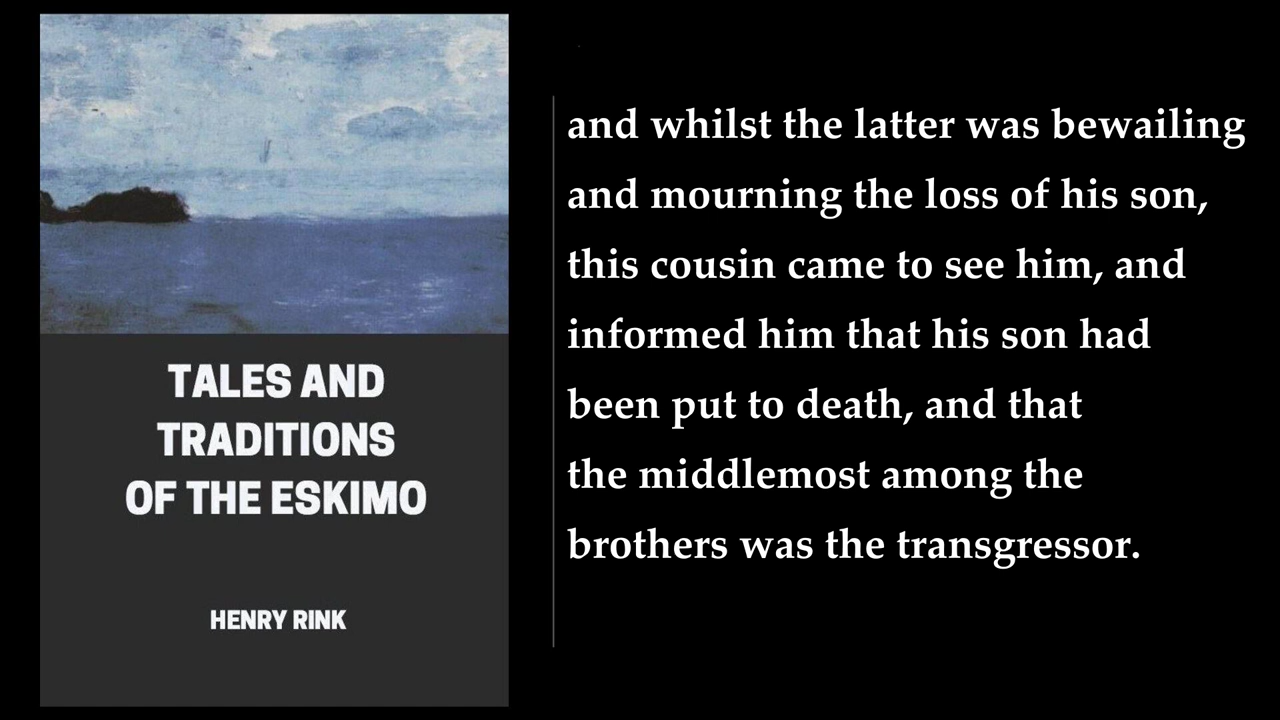 TALES AND
TRADITIONS
OF THE ESKIMO
HENRY RINK
and whilst the latter was bewailing
and mourning the loss of his son,
this cousin came to see him, and
informed him that his son had
been put to death, and that
the middlemost among the
brothers was the transgressor.